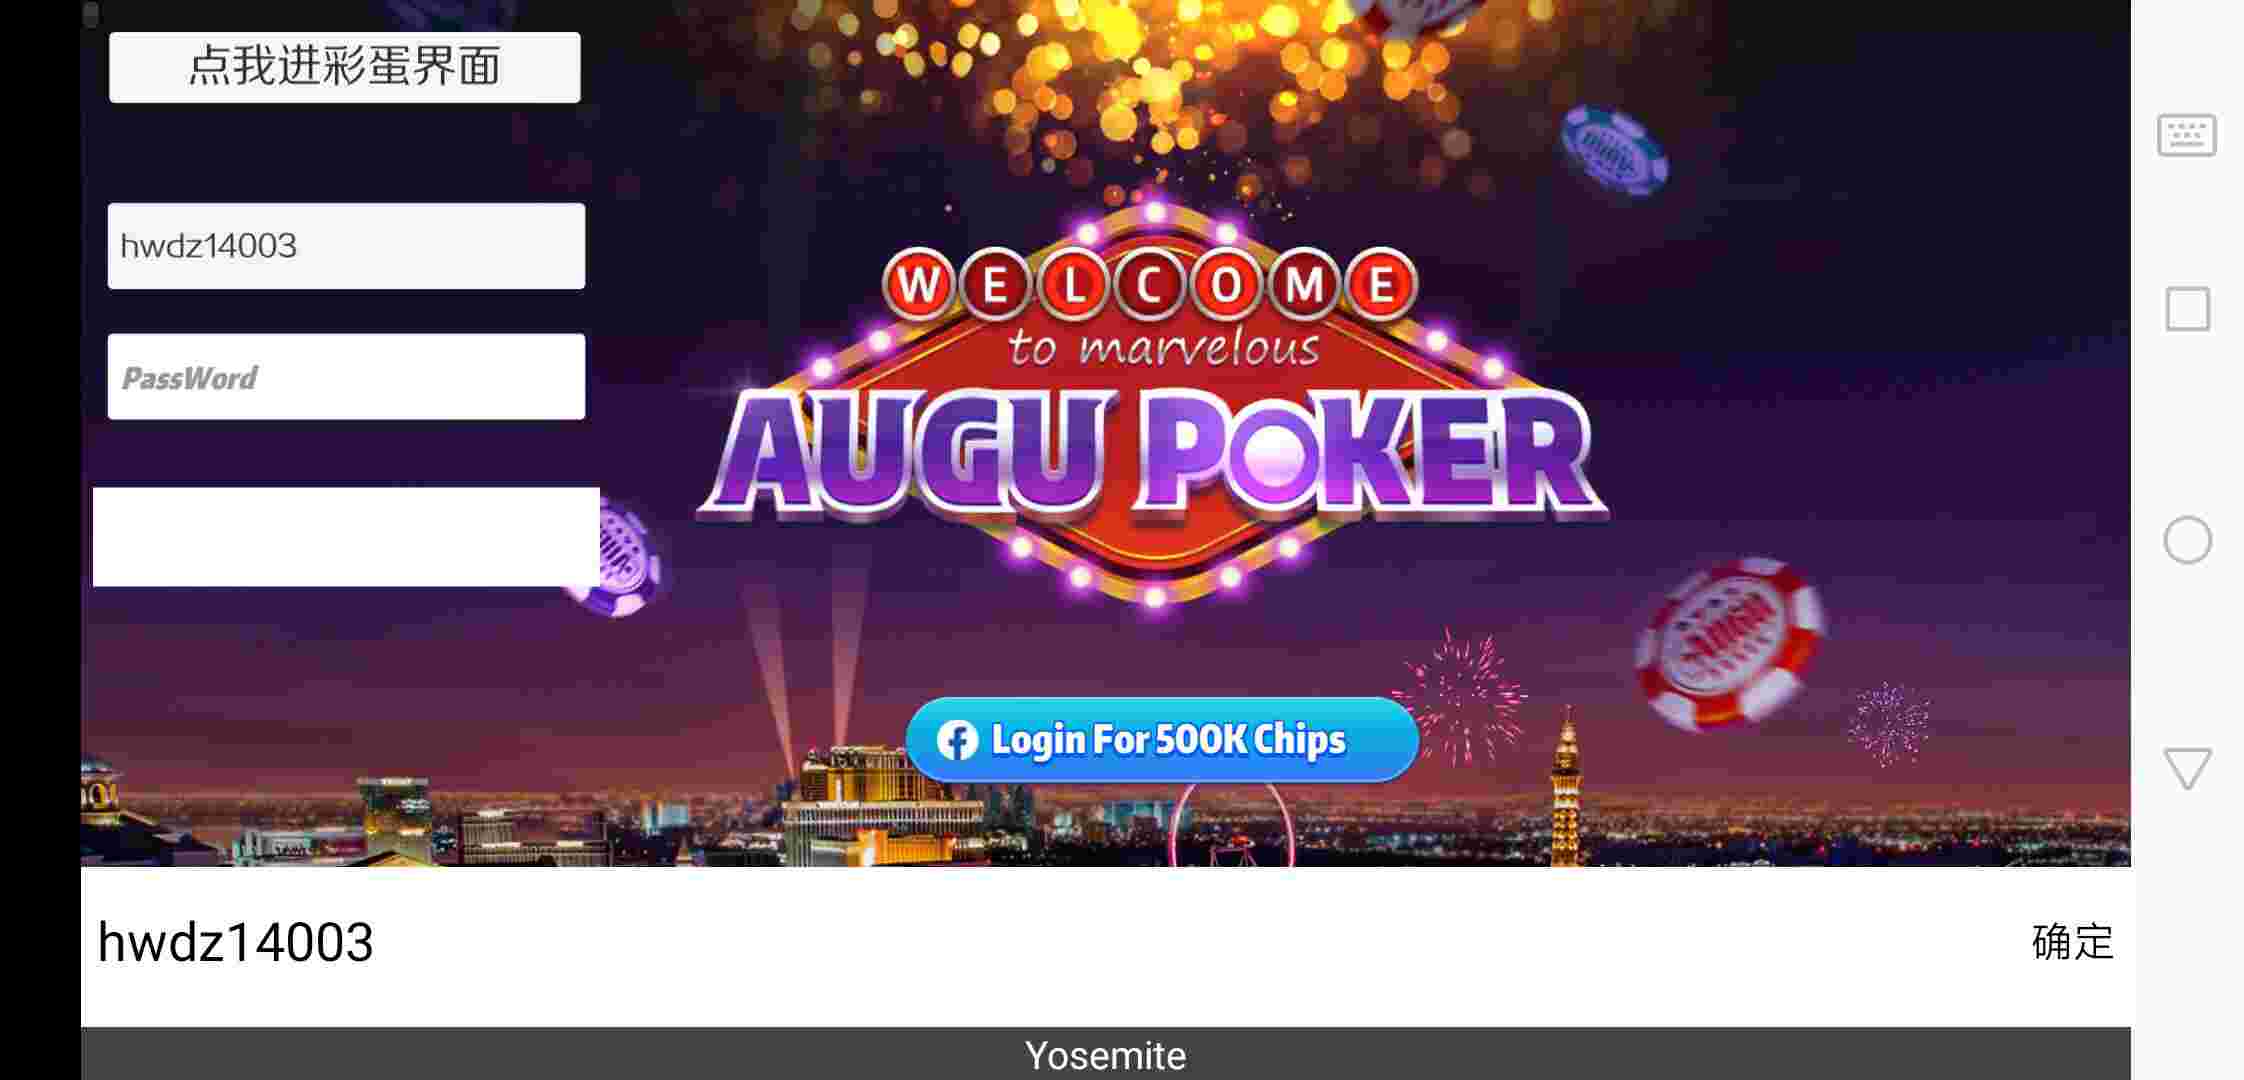 点我进彩蛋界面
hwdz14003
PassWord
WELCOME
to marvelous
AUGU POKER
Login For 500K Chips
hwdz14003
确定
Yosemite